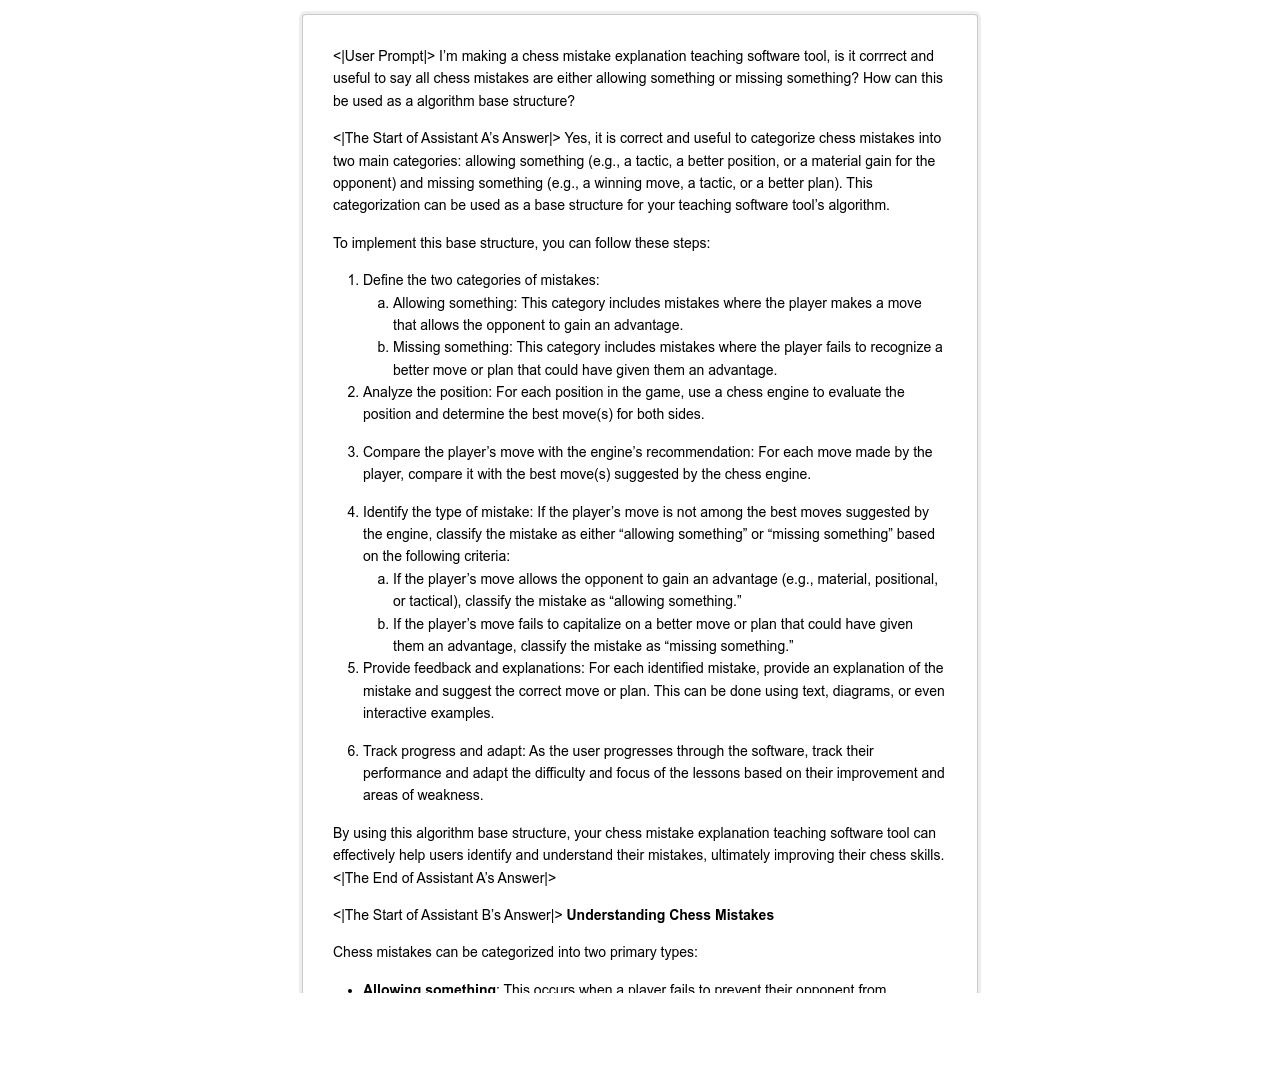 <|User Prompt|> I’m making a chess mistake explanation teaching software tool, is it corrrect and
useful to say all chess mistakes are either allowing something or missing something? How can this
be used as a algorithm base structure?
<|The Start of Assistant A’s Answer|> Yes, it is correct and useful to categorize chess mistakes into
two main categories: allowing something (e.g., a tactic, a better position, or a material gain for the
opponent) and missing something (e.g., a winning move, a tactic, or a better plan). This
categorization can be used as a base structure for your teaching software tool’s algorithm.
To implement this base structure, you can follow these steps:
1. Define the two categories of mistakes:
a. Allowing something: This category includes mistakes where the player makes a move
that allows the opponent to gain an advantage.
b. Missing something: This category includes mistakes where the player fails to recognize a
better move or plan that could have given them an advantage.
2. Analyze the position: For each position in the game, use a chess engine to evaluate the
position and determine the best move(s) for both sides.
3. Compare the player’s move with the engine’s recommendation: For each move made by the
player, compare it with the best move(s) suggested by the chess engine.
4. Identify the type of mistake: If the player’s move is not among the best moves suggested by
the engine, classify the mistake as either “allowing something” or “missing something” based
on the following criteria:
a. If the player’s move allows the opponent to gain an advantage (e.g., material, positional,
or tactical), classify the mistake as “allowing something.”
b. If the player’s move fails to capitalize on a better move or plan that could have given
them an advantage, classify the mistake as “missing something.”
5. Provide feedback and explanations: For each identified mistake, provide an explanation of the
mistake and suggest the correct move or plan. This can be done using text, diagrams, or even
interactive examples.
6. Track progress and adapt: As the user progresses through the software, track their
performance and adapt the difficulty and focus of the lessons based on their improvement and
areas of weakness.
By using this algorithm base structure, your chess mistake explanation teaching software tool can
effectively help users identify and understand their mistakes, ultimately improving their chess skills.
<|The End of Assistant A’s Answer|>
<|The Start of Assistant B’s Answer|> Understanding Chess Mistakes
Chess mistakes can be categorized into two primary types:
• Allowing something: This occurs when a player fails to prevent their opponent from